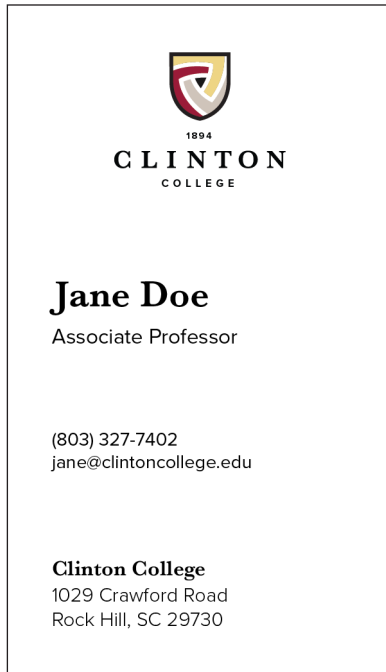 1894
CLINTON
COLLEGE
Jane Doe
Associate Professor
(803) 327-7402
jane@clintoncollege.edu
Clinton College
1029 Crawford Road
Rock Hill, SC 29730